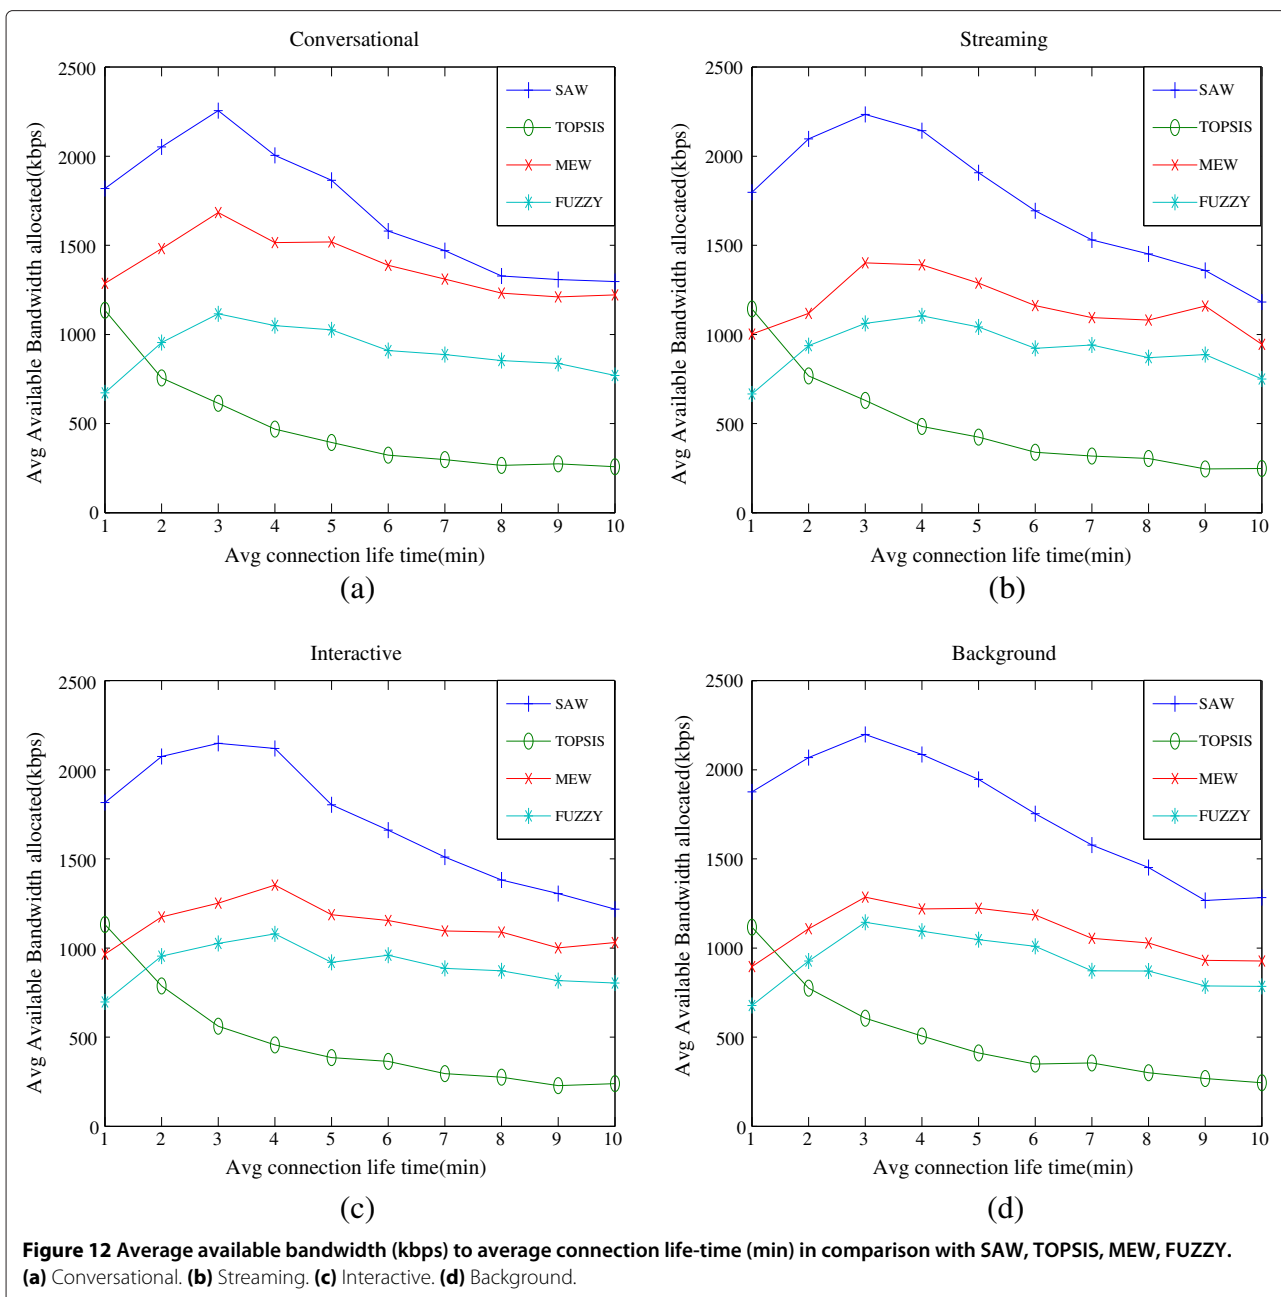 Conversational
2500
2000
1500
1000
500
0
Avg Available Bandwidth allocated(kbps)
SAW
TOPSIS
MEW
FUZZY
1 2 3 4 5 6 7 8 9 10
Avg connection life time(min)
(a)
Streaming
2500
2000
1500
1000
500
0
Avg Available Bandwidth allocated(kbps)
SAW
TOPSIS
MEW
FUZZY
1 2 3 4 5 6 7 8 9 10
Avg connection life time(min)
(b)
Interactive
2500
2000
1500
1000
500
0
Avg Available Bandwidth allocated(kbps)
SAW
TOPSIS
MEW
FUZZY
1 2 3 4 5 6 7 8 9 10
Avg connection life time(min)
(c)
Background
2500
2000
1500
1000
500
0
Avg Available Bandwidth allocated(kbps)
SAW
TOPSIS
MEW
FUZZY
1 2 3 4 5 6 7 8 9 10
Avg connection life time(min)
(d)
Figure 12 Average available bandwidth (kbps) to average connection life-time (min) in comparison with SAW, TOPSIS, MEW, FUZZY.
(a) Conversational. (b) Streaming. (c) Interactive. (d) Background.